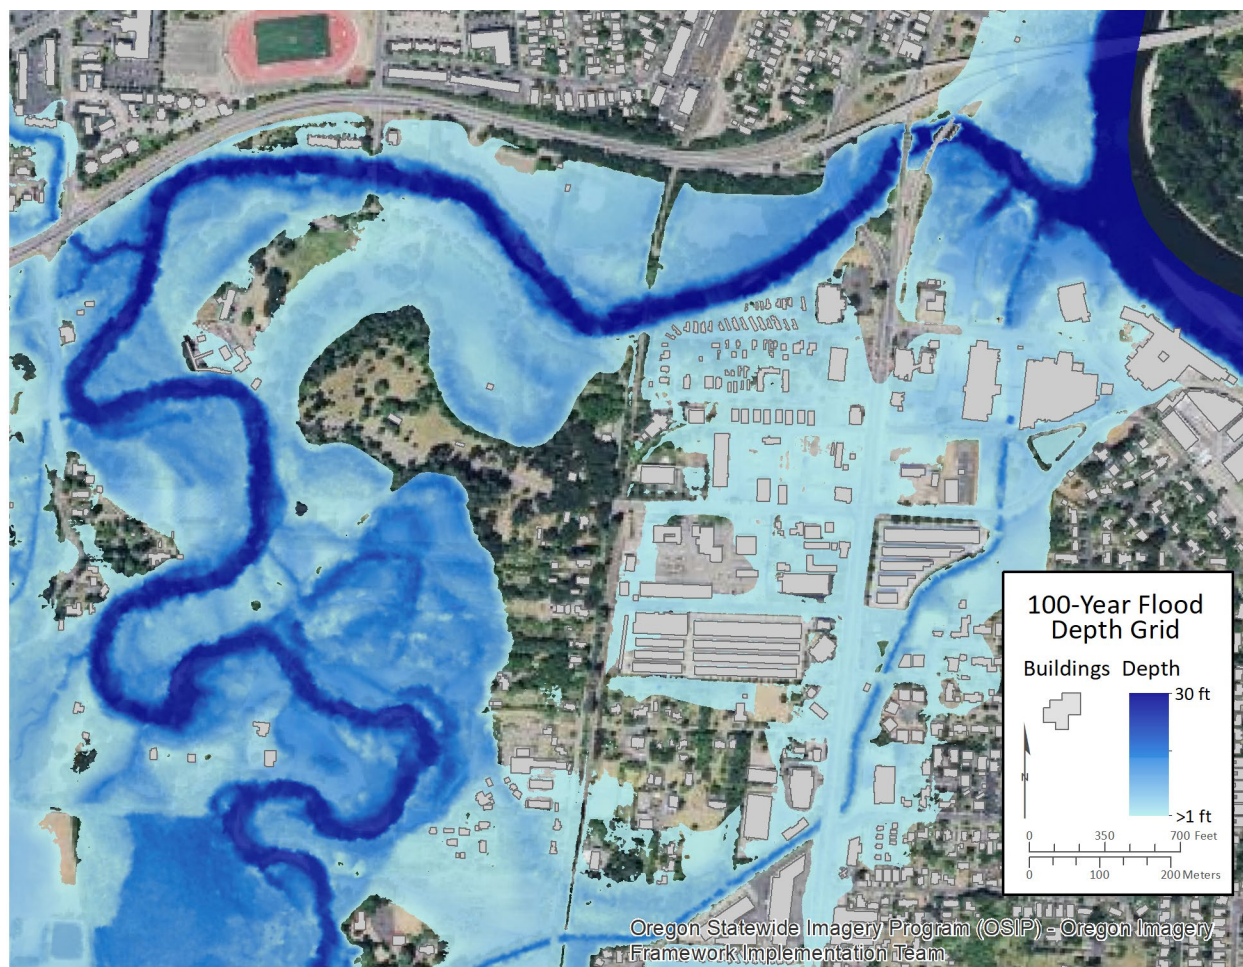 100-Year Flood
Depth Grid
Buildings Depth
30 ft
>1 ft
N
0 350 700 Feet
0 100 200 Meters
Oregon Statewide Imagery Program (OSIP) - Oregon Imagery
Framework Implementation Team